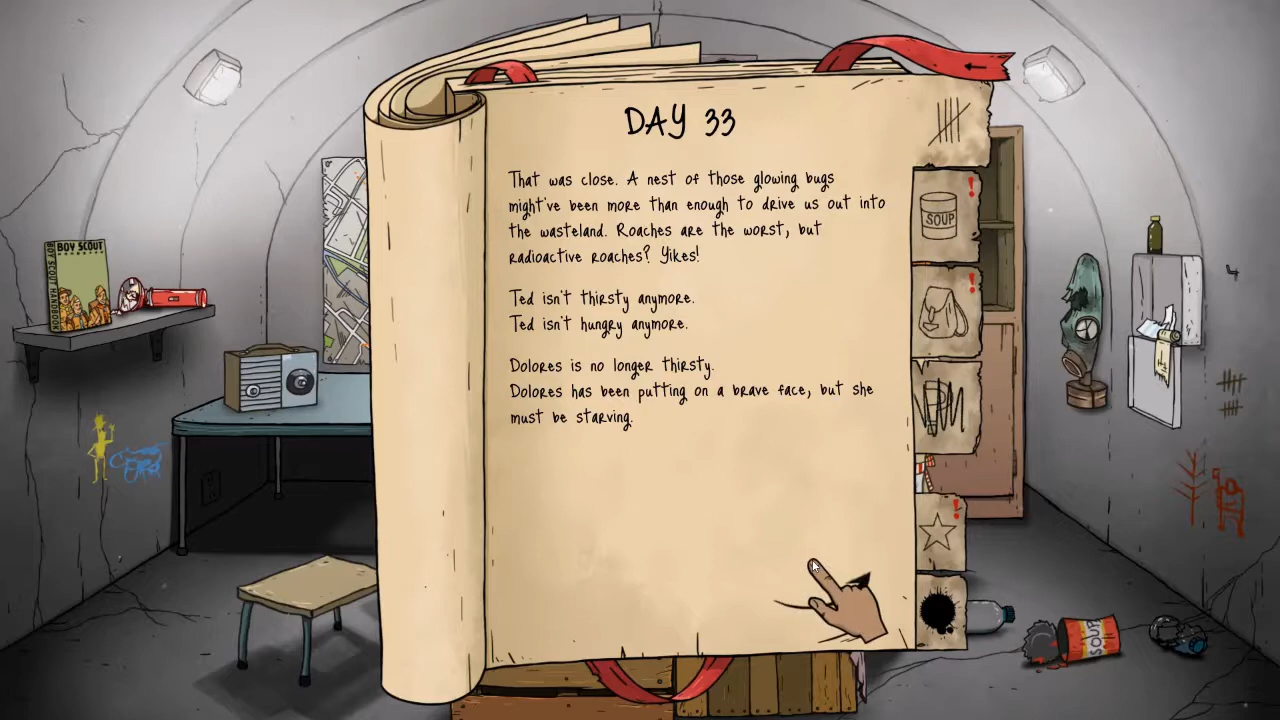 DAY 33
That was close. A nest of those glowing bugs
might've been more than enough to drive us out into
the wasteland. Roaches are the worst, but
radioactive roaches? Yikes!
Ted isn't thirsty anymore.
Ted isn't hungry anymore.
Dolores is no longer thirsty.
Dolores has been putting on a brave face, but she
must be starving.
SOUP
BOY SCOUT
BOY SCOUT HANDBOOK
SOUP